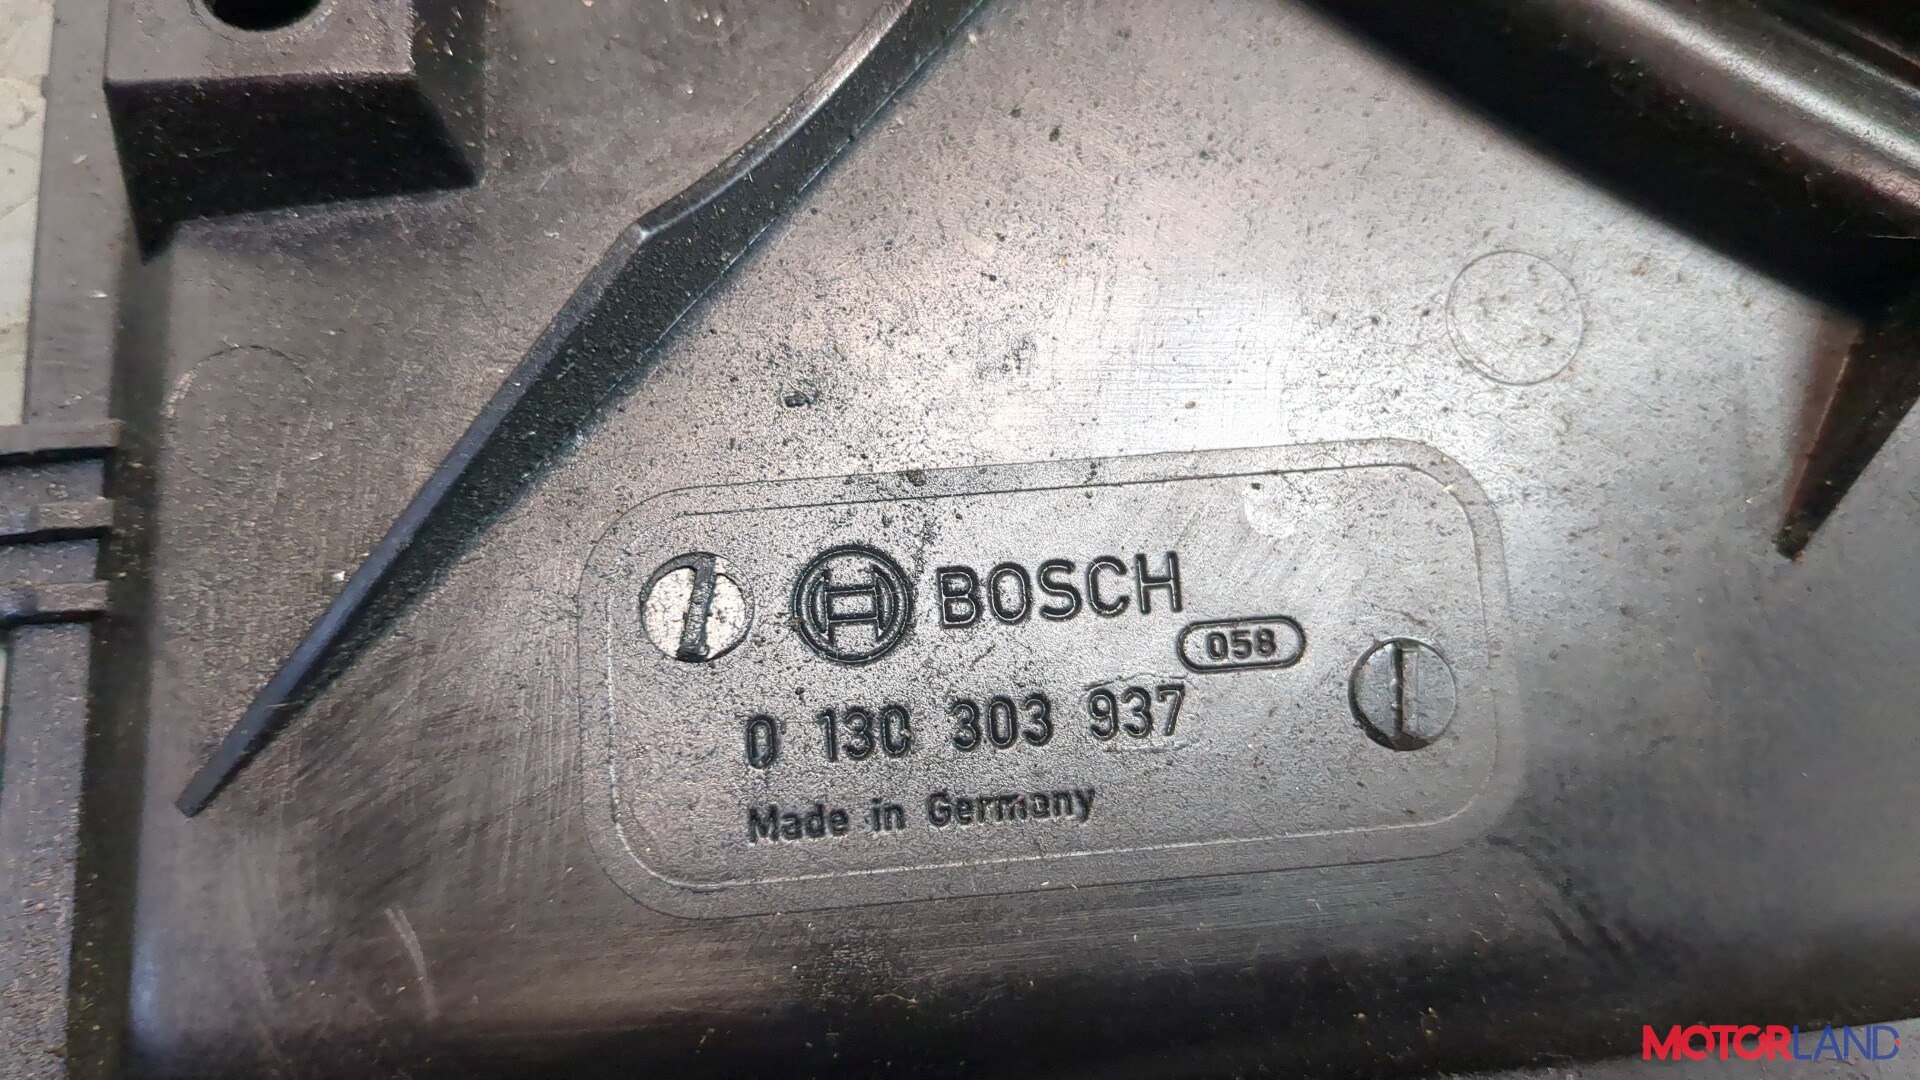 BOSCH
058
0 130 303 937
Made in Germany
MOTORLAND